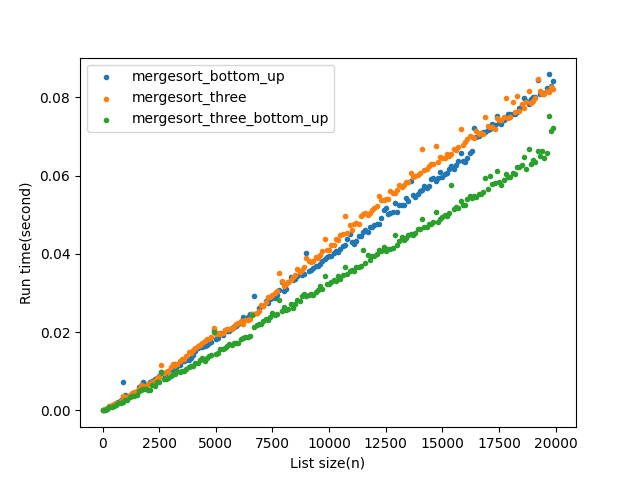 mergesort_bottom_up
mergesort_three
mergesort_three_bottom_up
0.08
0.06
0.04
0.02
0.00
Run time(second)
0 2500 5000 7500 10000 12500 15000 17500 20000
List size(n)